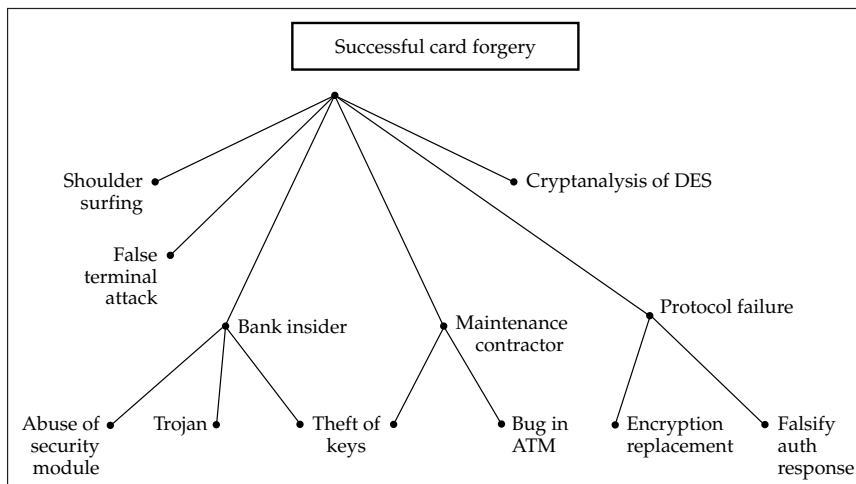 Successful card forgery
Shoulder
surfing
Cryptanalysis of DES
False
terminal
attack
Bank insider
Maintenance
contractor
Protocol failure
Abuse of
security
module
Trojan
Theft of
keys
Bug in
ATM
Encryption
replacement
Falsify
auth
response